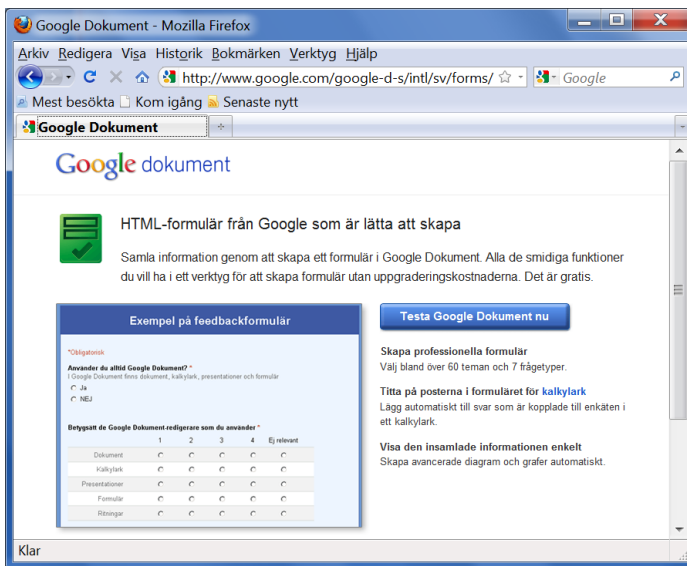 Google Dokument - Mozilla Firefox
Arkiv Redigera Visa Historik Bokmärken Verktyg Hjälp
http://www.google.com/google-d-s/intl/sv/forms/ Google
Mest besökta Kom igång Senaste nytt
Google Dokument
Google dokument
HTML-formulär från Google som är lätta att skapa
Samla information genom att skapa ett formulär i Google Dokument. Alla de smidiga funktioner
du vill ha i ett verktyg för att skapa formulär utan uppgraderingskostnaderna. Det är gratis.
Exempel på feedbackformulär
*Obligatorisk
Använder du alltid Google Dokument? *
I Google Dokument finns dokument, kalkylark, presentationer och formulär
Ja
NEJ
Betygsätt de Google Dokument-redigerare som du använder *
1 2 3 4 Ej relevant
Dokument
Kalkylark
Presentationer
Formulär
Ritningar
Testa Google Dokument nu
Skapa professionella formulär
Välj bland över 60 teman och 7 frågetyper.
Titta på posterna i formuläret för kalkylark
Lägg automatiskt till svar som är kopplade till enkäten i
ett kalkylark.
Visa den insamlade informationen enkelt
Skapa avancerade diagram och grafer automatiskt.
Klar